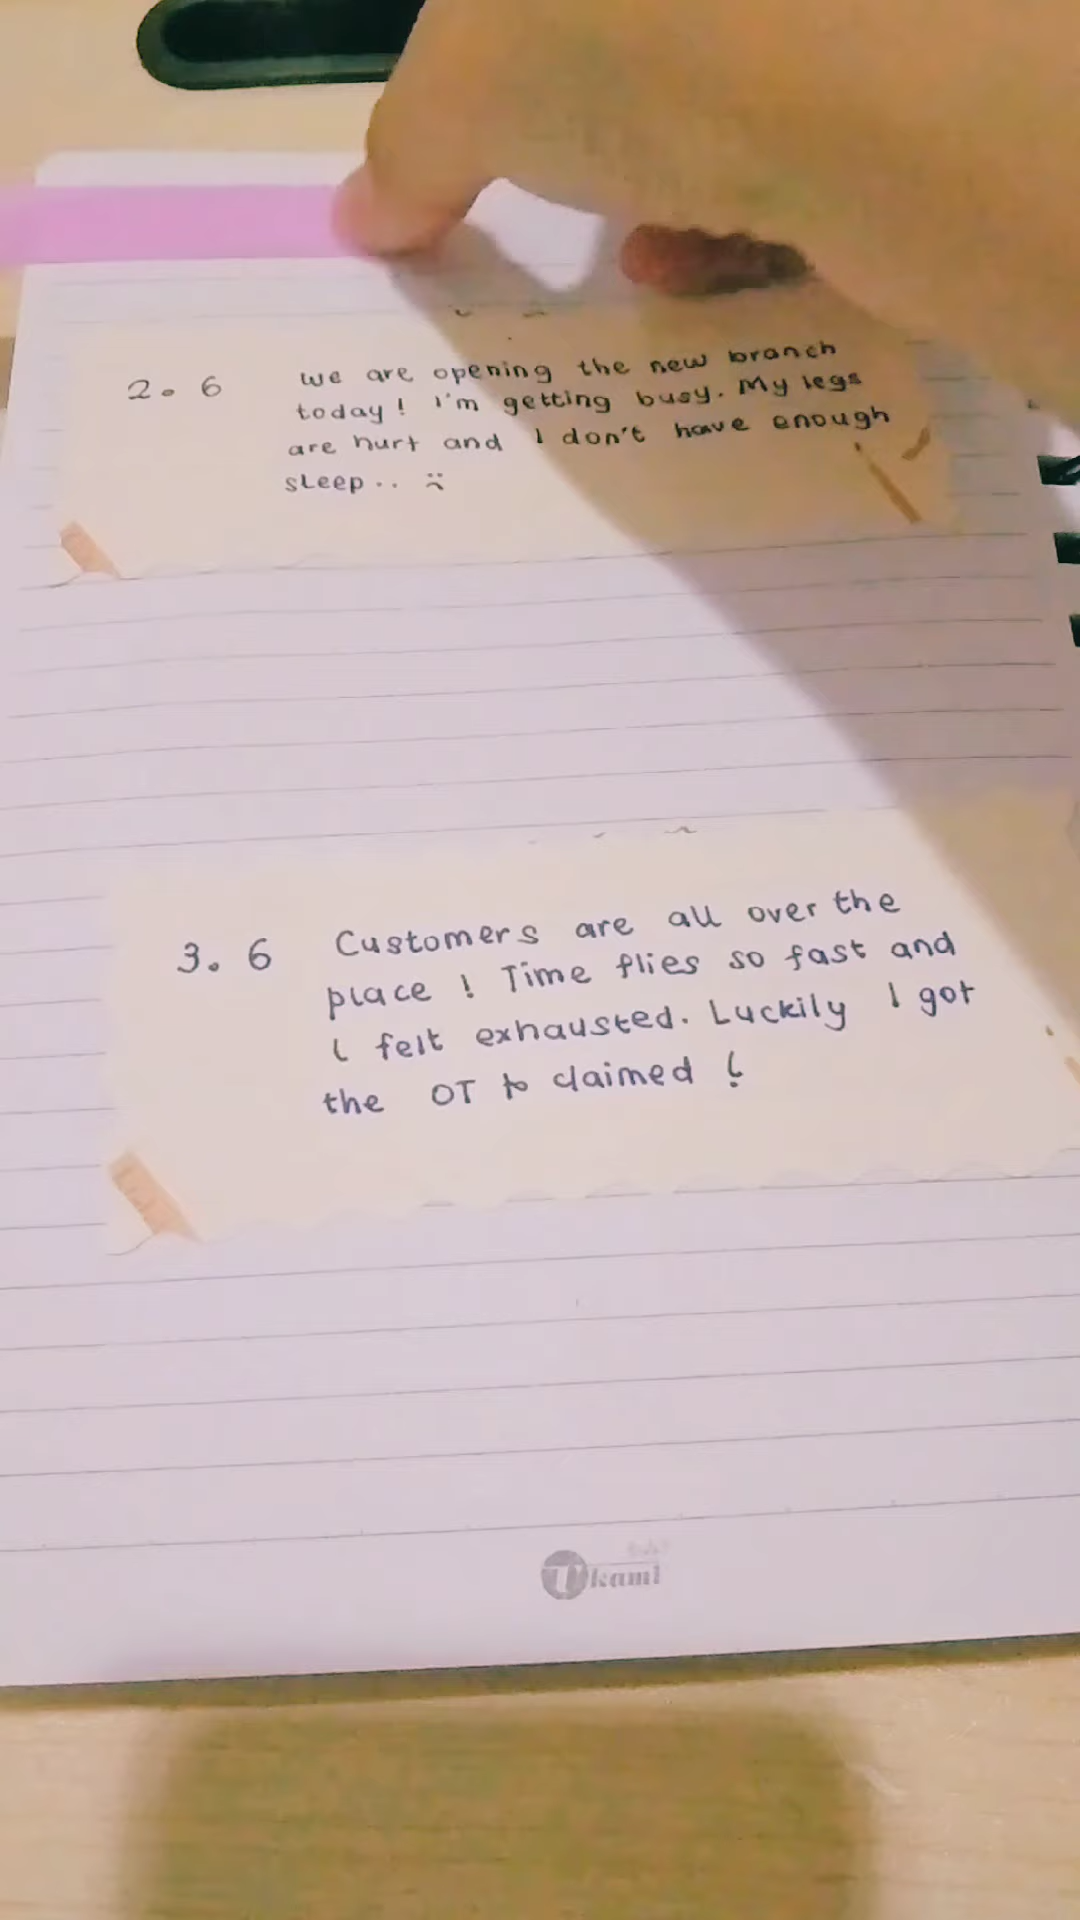 2. 6
we are opening the new branch
today! I'm getting busy. My legs
are hurt and I don't have enough
sleep.. :(
3. 6
Customers are all over the
place! Time flies so fast and
I felt exhausted. Luckily I got
the OT to claimed!